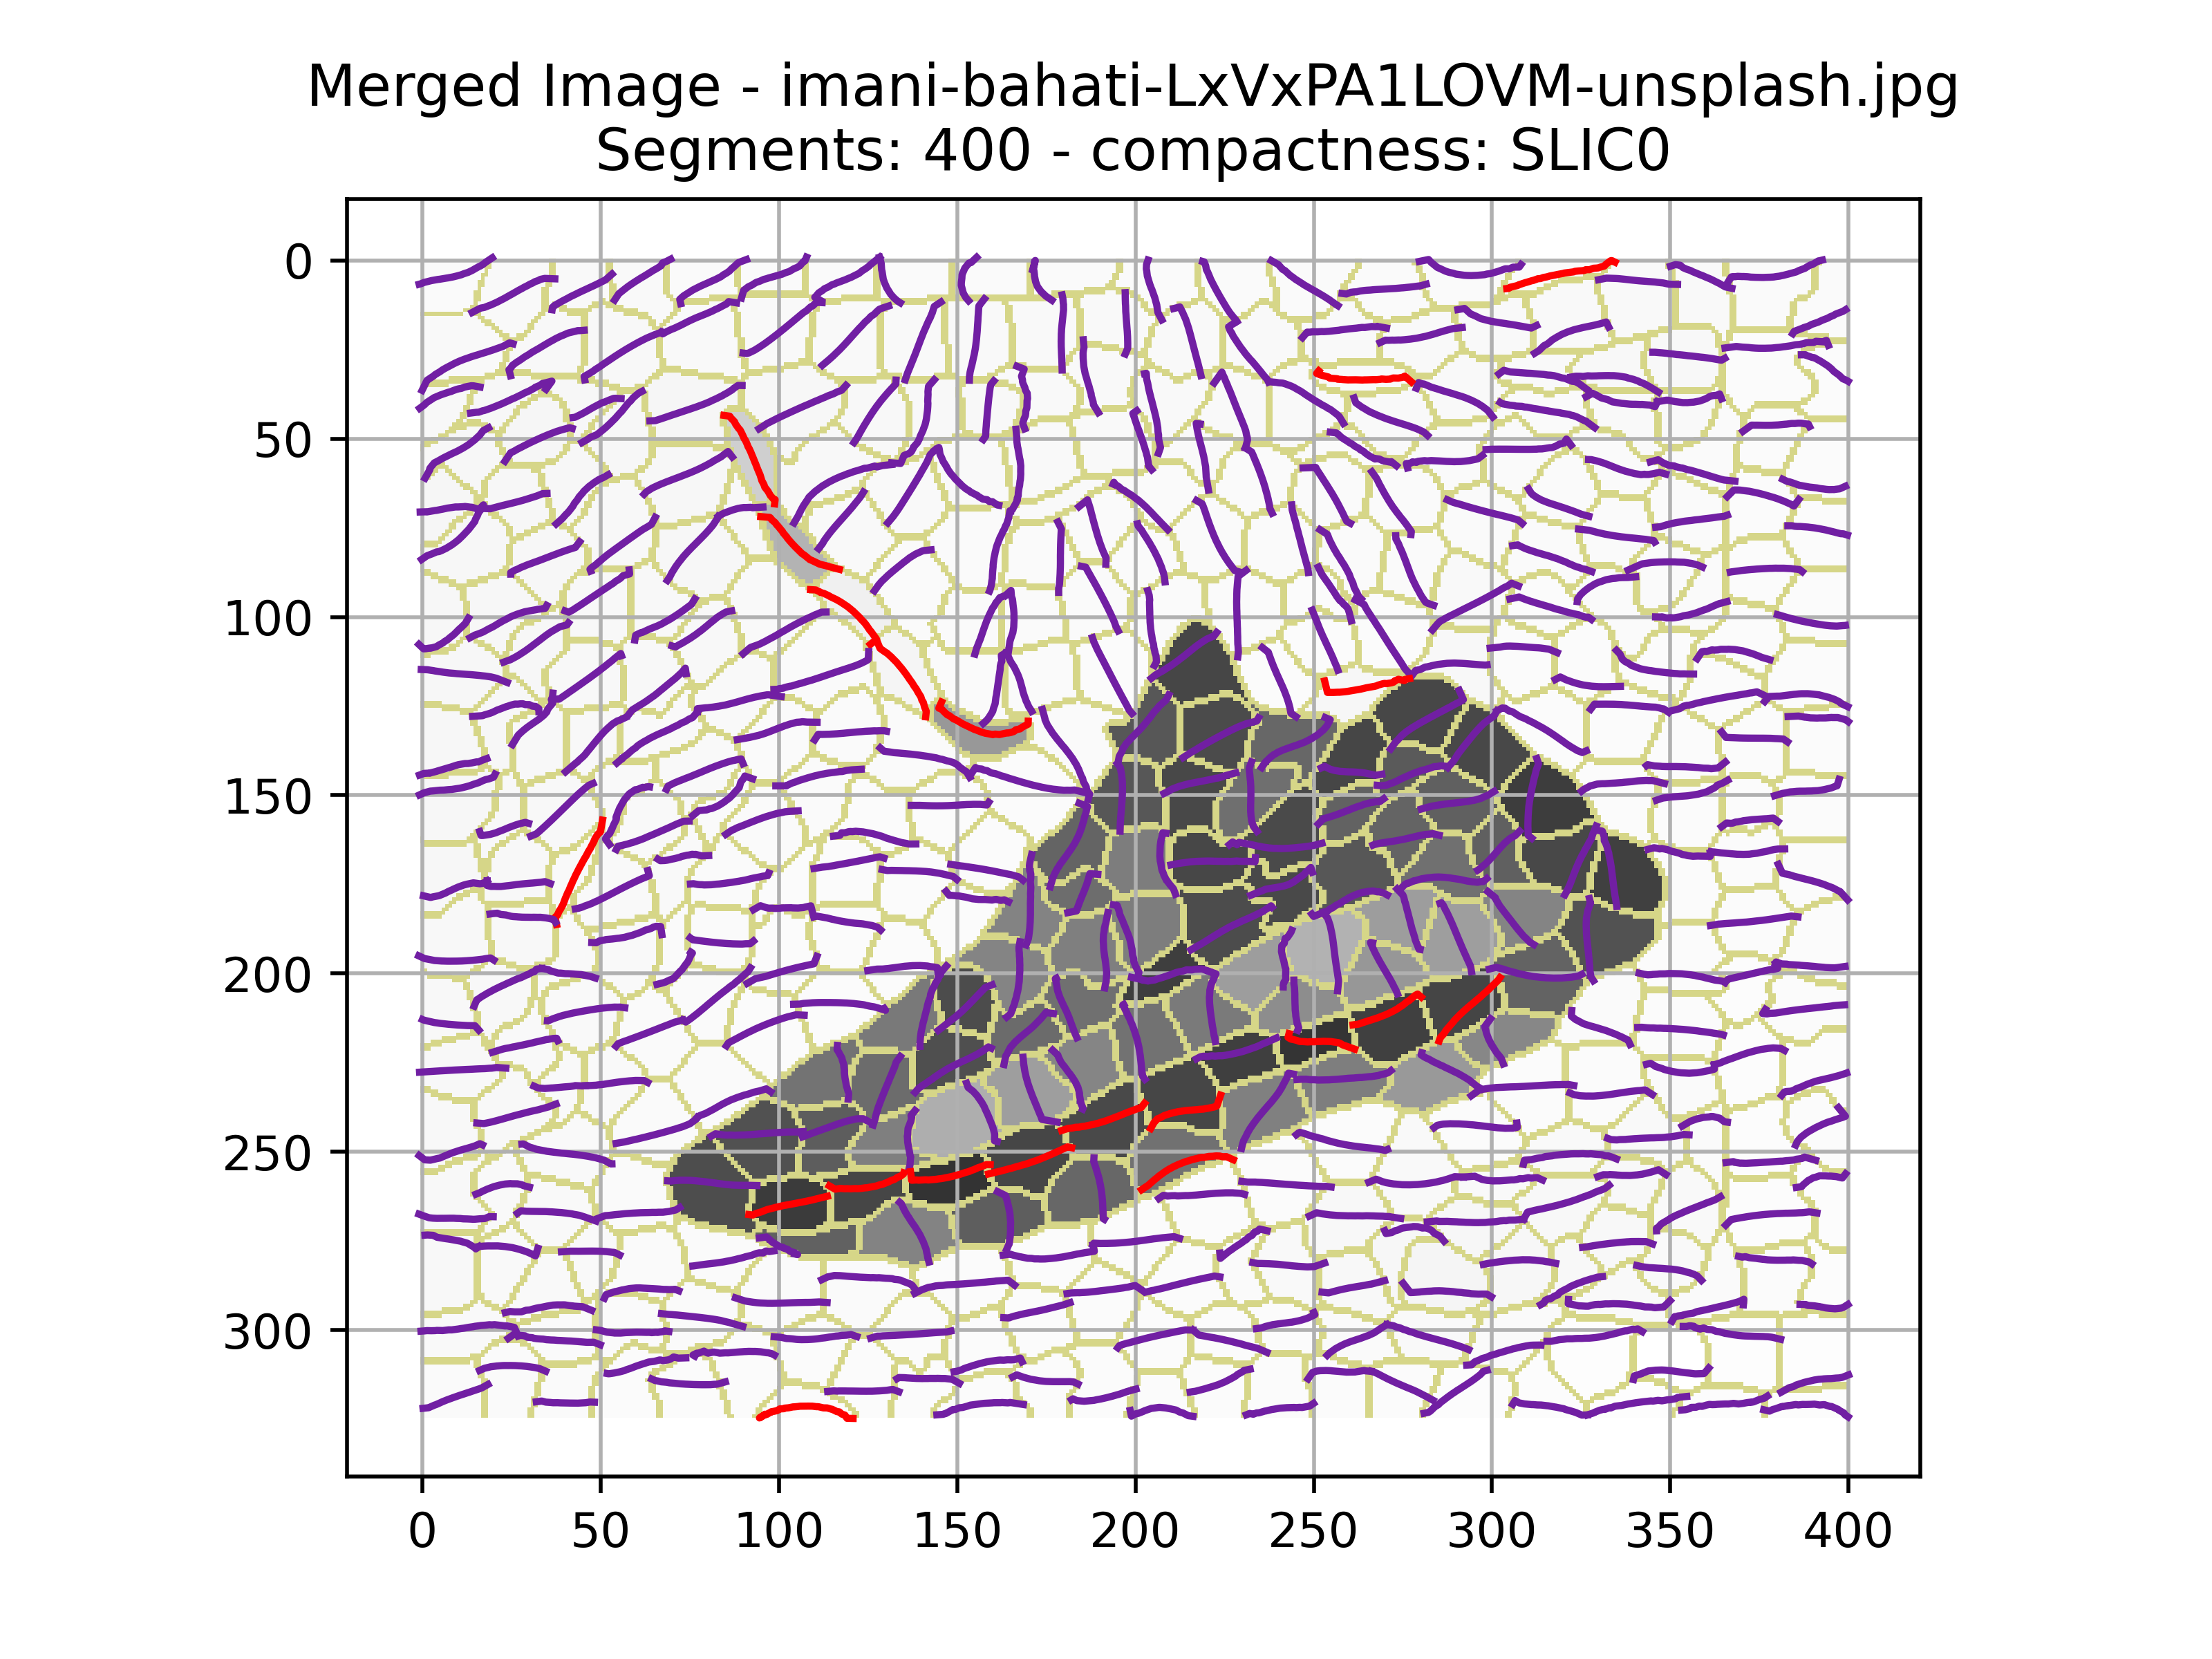 Merged Image - imani-bahati-LxVxPA1LOVM-unsplash.jpg
Segments: 400 - compactness: SLIC0
0
50
100
150
200
250
300
0 50 100 150 200 250 300 350 400